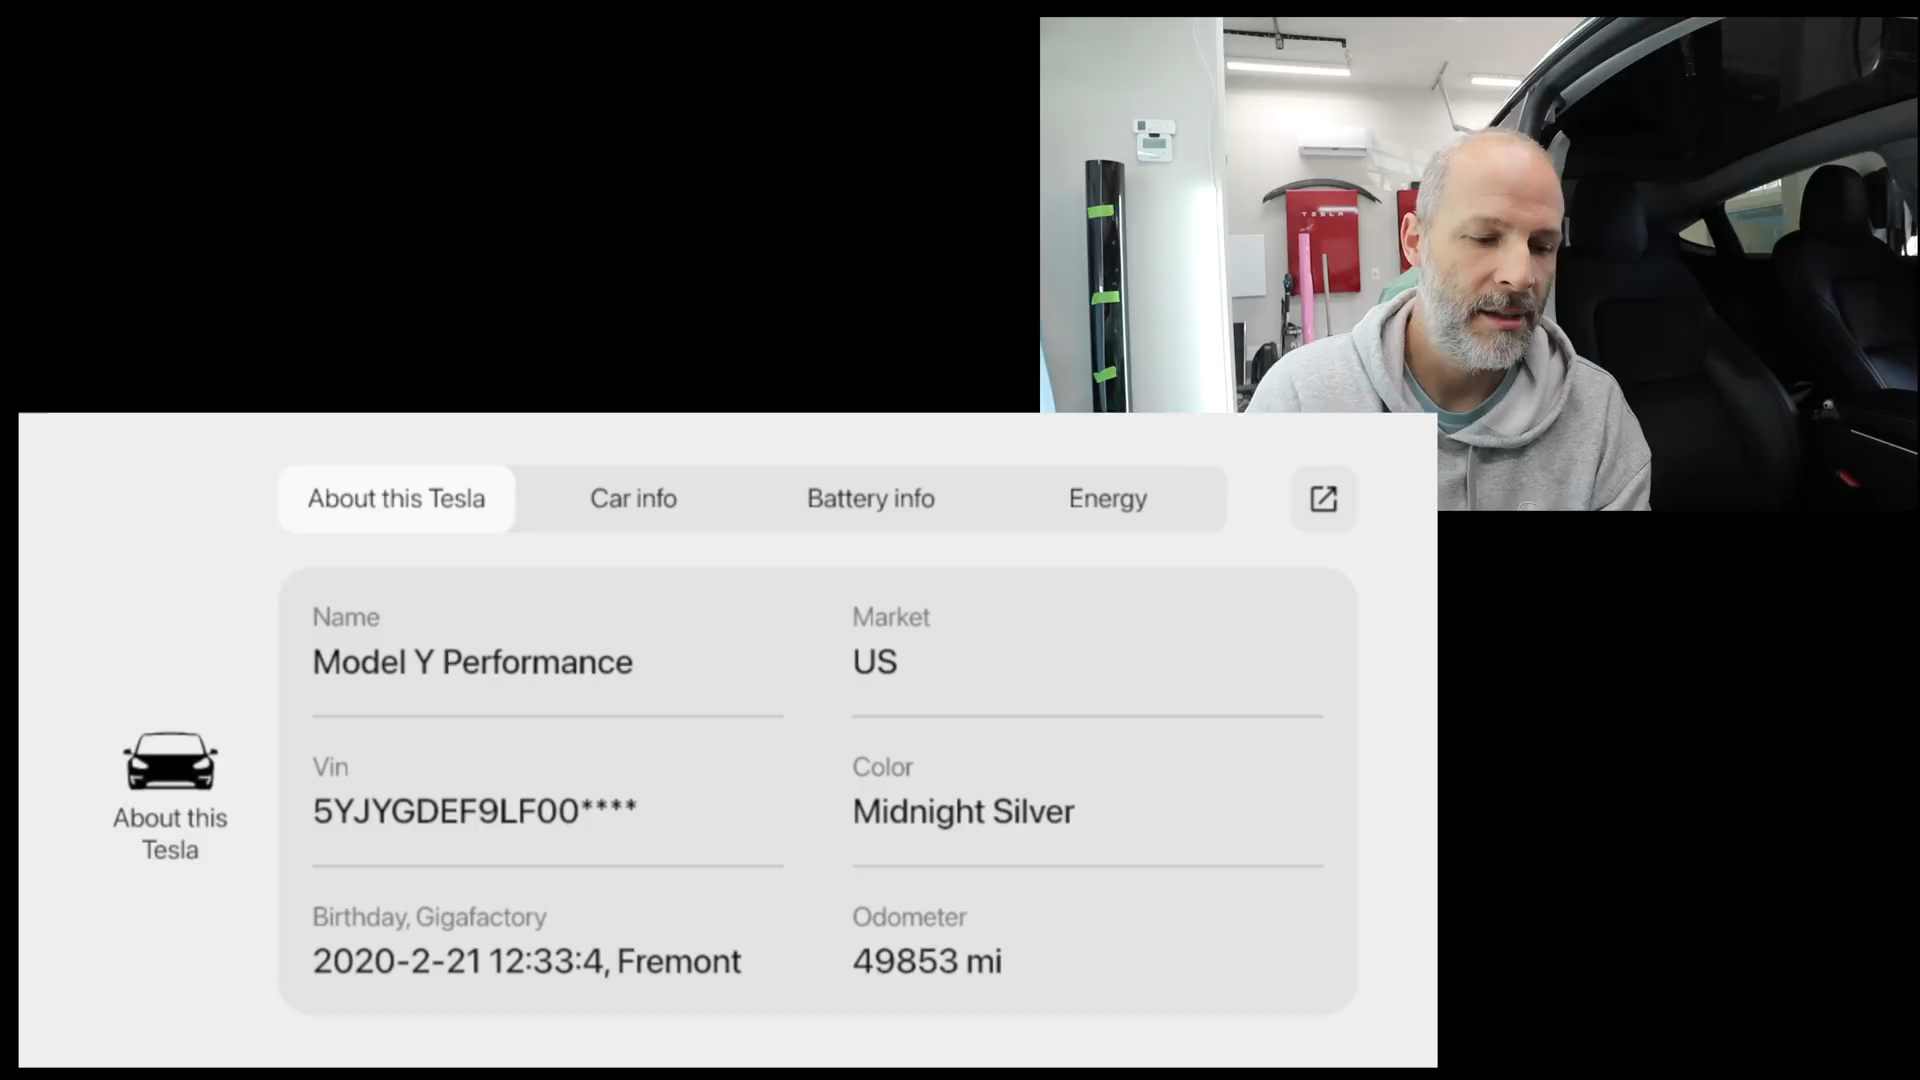 TESLA
About this Tesla
Car info
Battery info
Energy
Name
Model Y Performance
Market
US
About this
Tesla
Vin
5YJYGDEF9LF00****
Color
Midnight Silver
Birthday, Gigafactory
2020-2-21 12:33:4, Fremont
Odometer
49853 mi